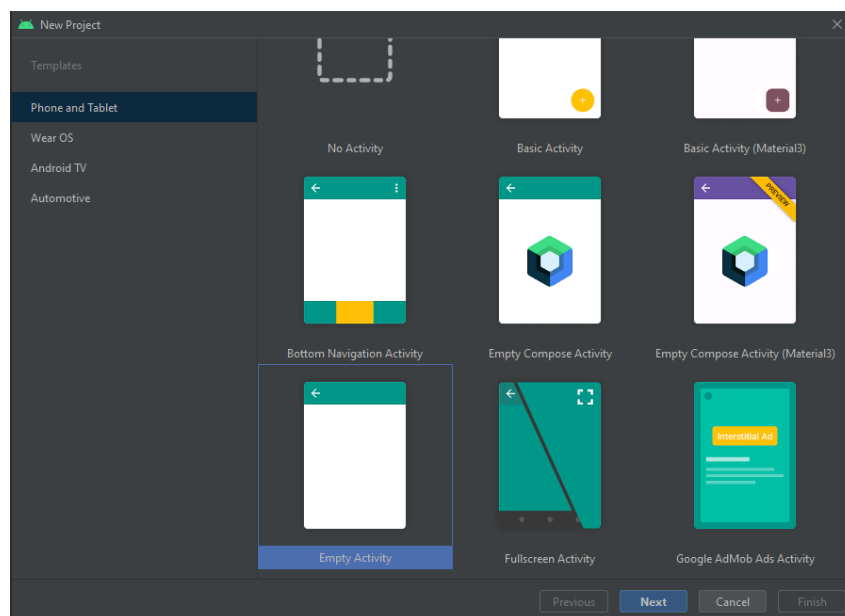 New Project
Templates
Phone and Tablet
Wear OS
Android TV
Automotive
No Activity
Basic Activity
Basic Activity (Material3)
PREVIEW
Bottom Navigation Activity
Empty Compose Activity
Empty Compose Activity (Material3)
Interstitial Ad
Empty Activity
Fullscreen Activity
Google AdMob Ads Activity
Previous
Next
Cancel
Finish